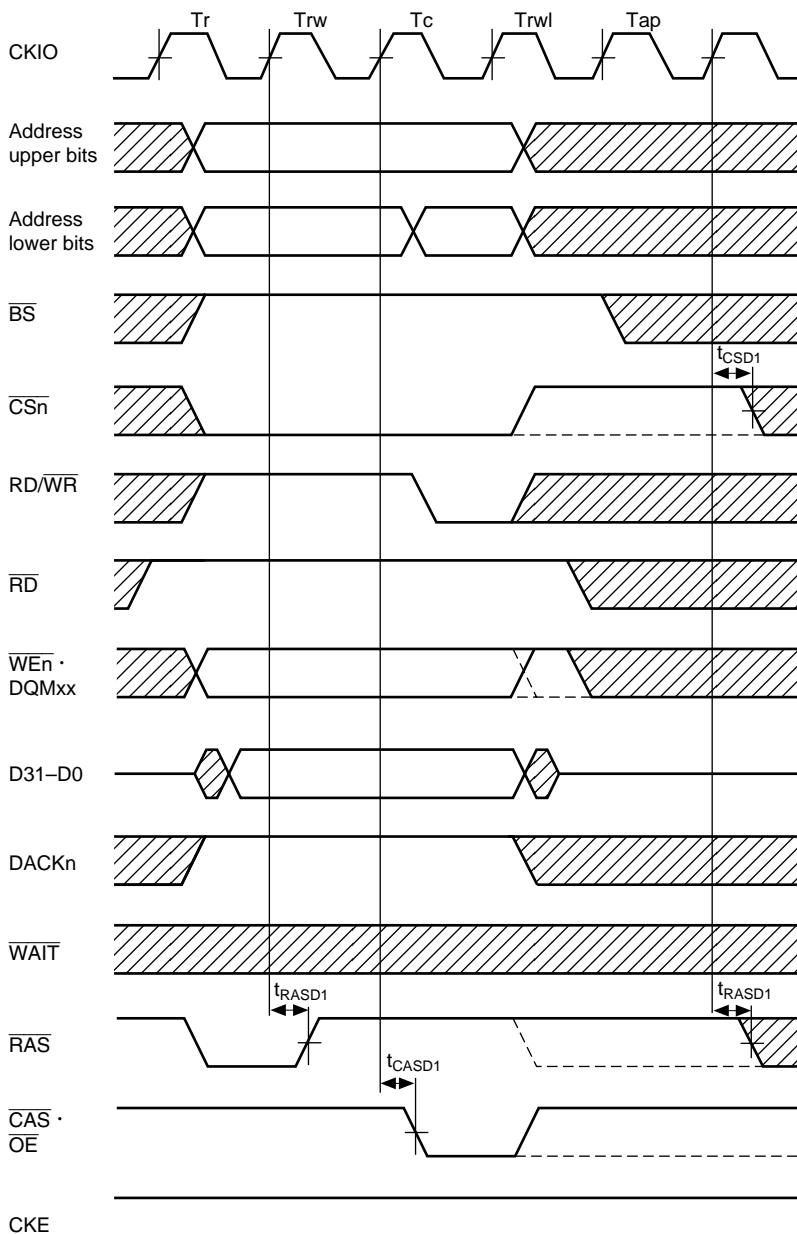 Tr Trw Tc Trwl Tap
CKIO
Address
upper bits
Address
lower bits
BS
tCSD1
CSn
RD/WR
RD
WEn ·
DQMxx
D31–D0
DACKn
WAIT
tRASD1 tRASD1
RAS
tCASD1
CAS ·
OE
CKE